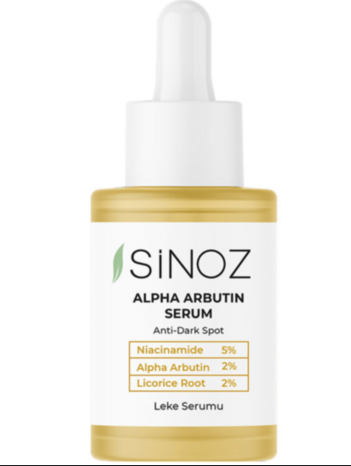 SiNOZ
ALPHA ARBUTIN
SERUM
Anti-Dark Spot
Niacinamide 5%
Alpha Arbutin 2%
Licorice Root 2%
Leke Serumu